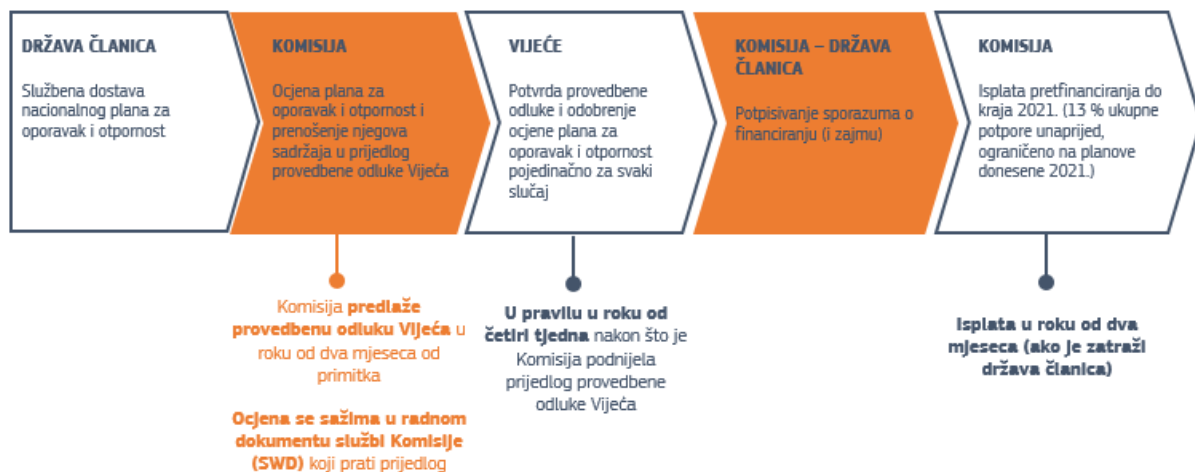 DRŽAVA ČLANICA
Službena dostava
nacionalnog plana za
oporavak i otpornost
KOMISIJA
Ocjena plana za
oporavak i otpornost i
prenošenje njegova
sadržaja u prijedlog
provedbene odluke Vijeća
VIJEĆE
Potvrda provedbene
odluke i odobrenje
ocjene plana za
oporavak i otpornost
pojedinačno za svaki
slučaj
KOMISIJA – DRŽAVA
ČLANICA
Potpisivanje sporazuma o
financiranju (i zajmu)
KOMISIJA
Isplata pretfinanciranja do
kraja 2021. (13 % ukupne
potpore unaprijed,
ograničeno na planove
donesene 2021.)
Komisija predlaže
provedbenu odluku Vijeća u
roku od dva mjeseca od
primitka
Ocjena se sažima u radnom
dokumentu službi Komisije
(SWD) koji prati prijedlog
U pravilu u roku od
četiri tjedna nakon što je
Komisija podnijela
prijedlog provedbene
odluke Vijeća
Isplata u roku od dva
mjeseca (ako je zatraži
država članica)